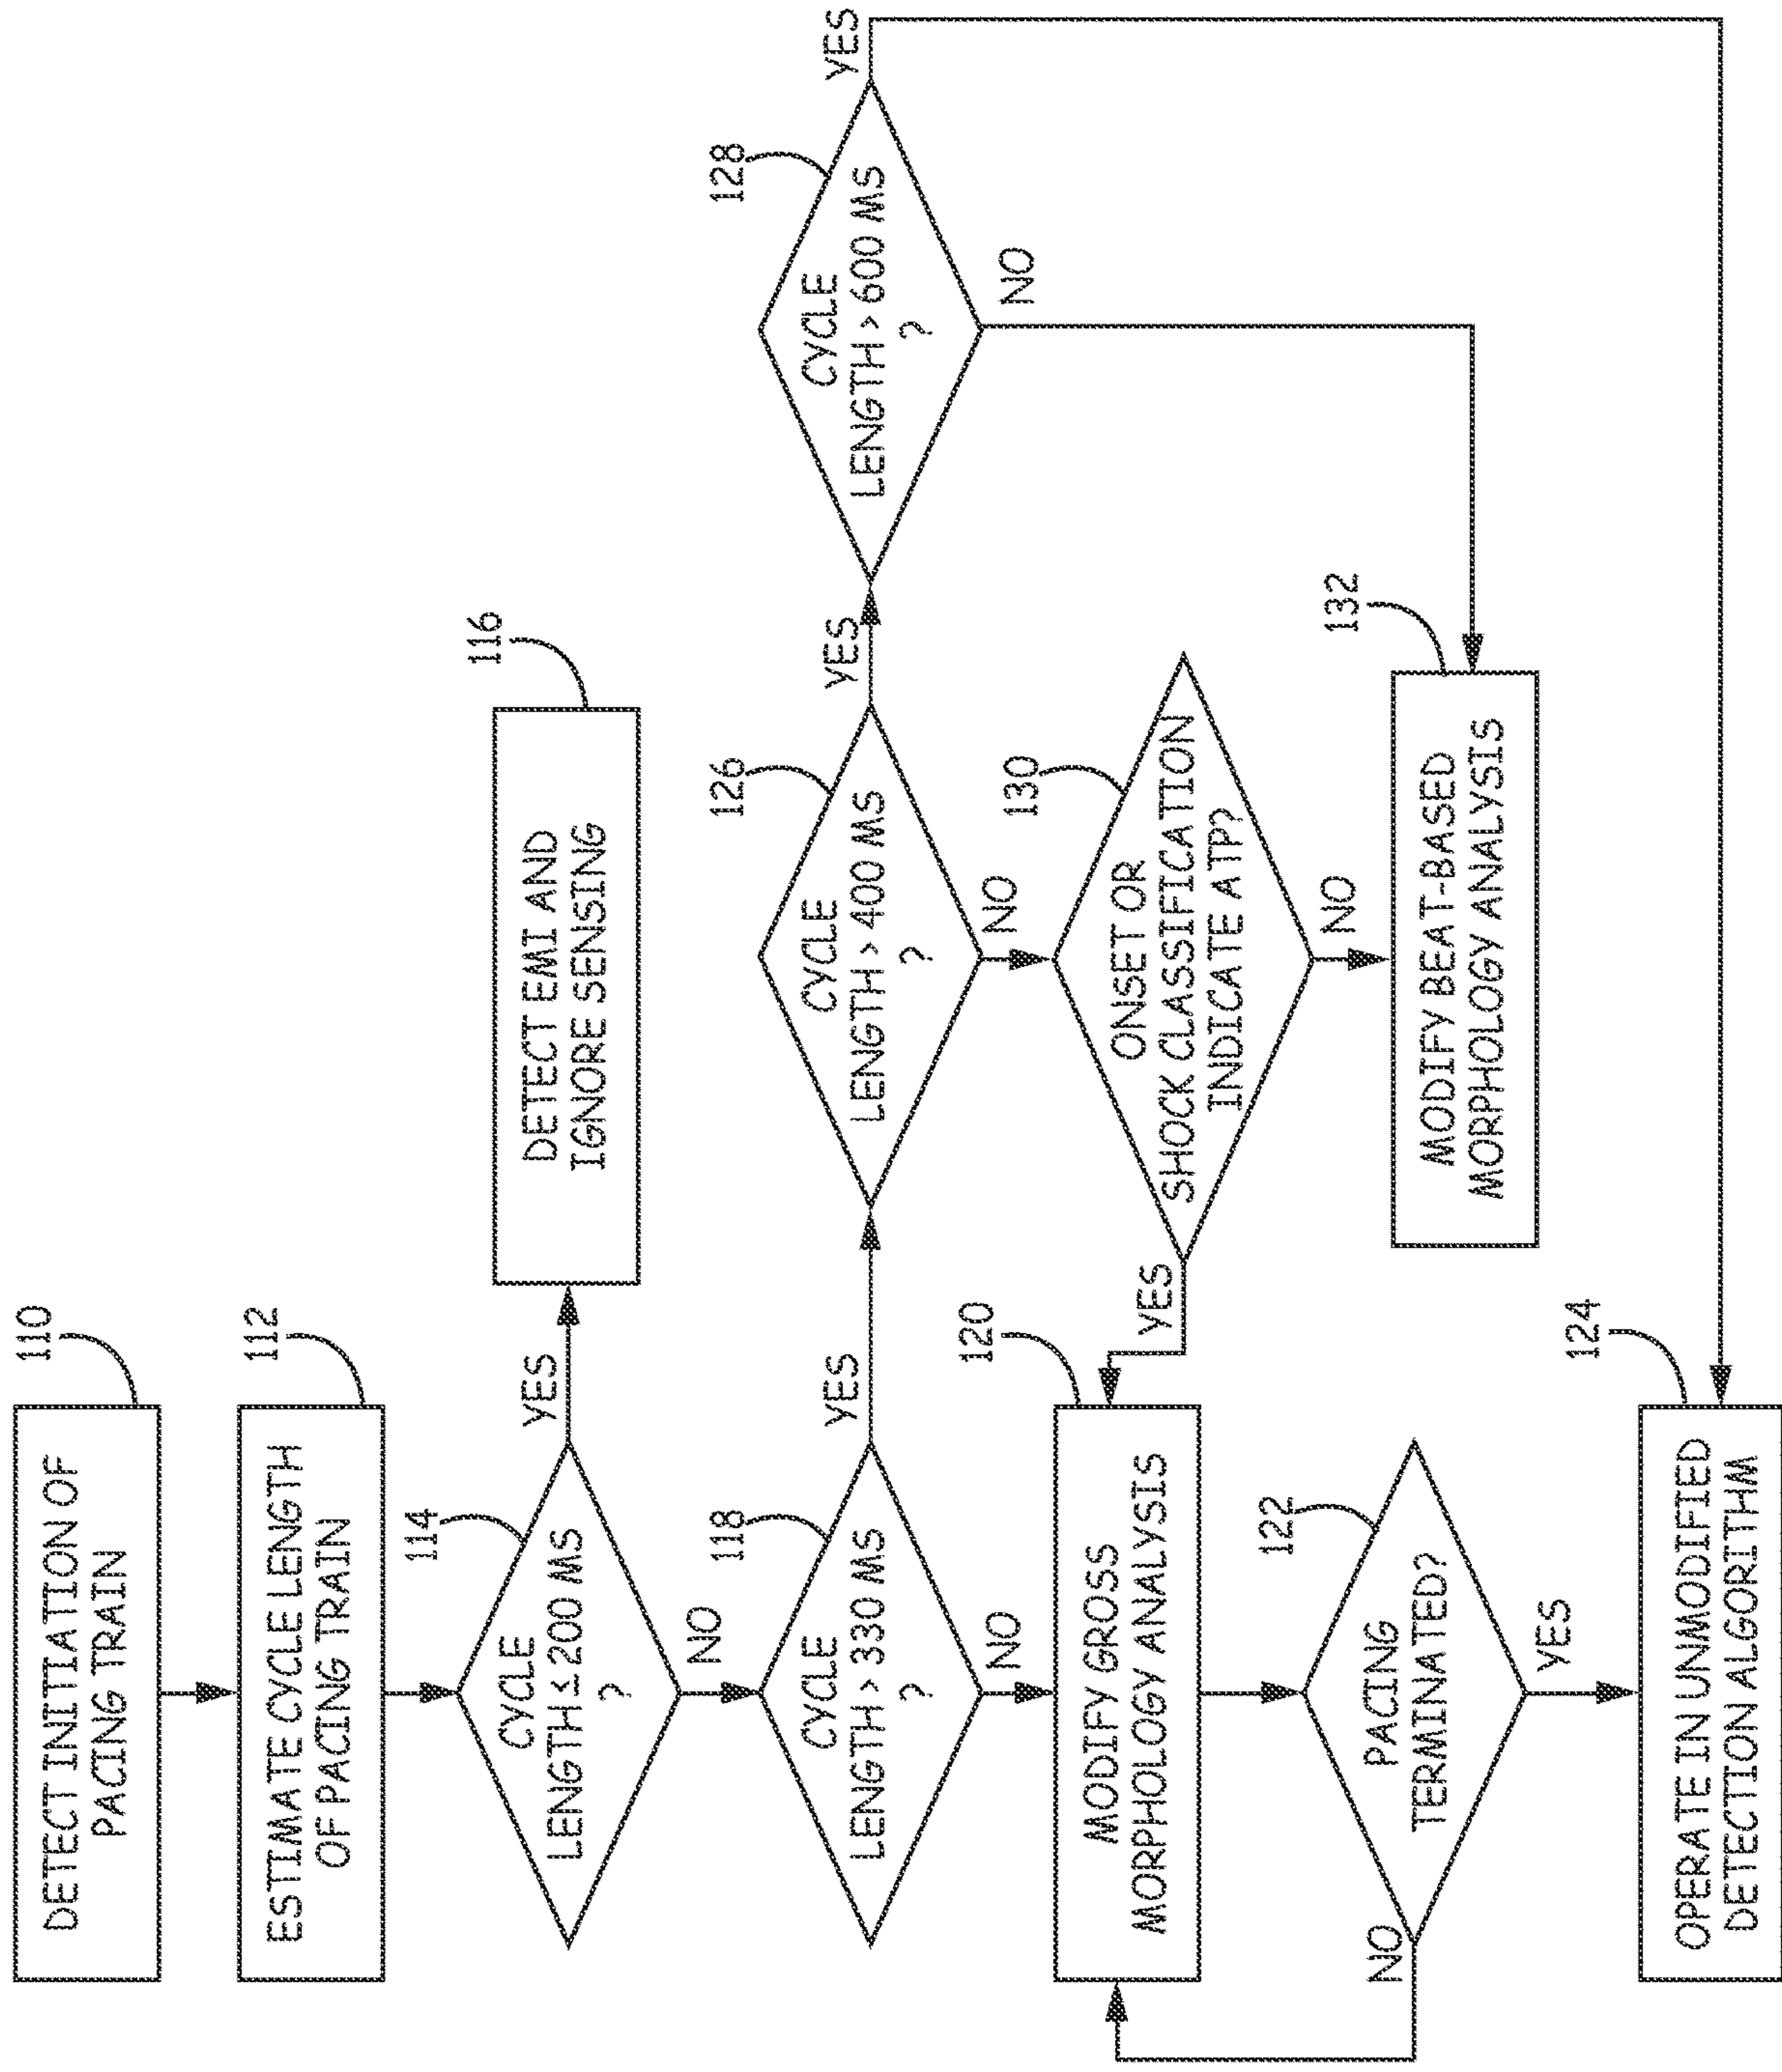 110
DETECT INITIATION OF
PACING TRAIN
112
ESTIMATE CYCLE LENGTH
OF PACING TRAIN
114
CYCLE
LENGTH ≤ 200 MS
?
YES
NO
116
DETECT EMI AND
IGNORE SENSING
118
CYCLE
LENGTH > 330 MS
?
YES
NO
126
CYCLE
LENGTH > 400 MS
?
YES
NO
128
CYCLE
LENGTH > 600 MS
?
YES
NO
120
MODIFY GROSS
MORPHOLOGY ANALYSIS
130
ONSET OR
SHOCK CLASSIFICATION
INDICATE ATP?
YES
NO
122
PACING
TERMINATED?
NO
YES
132
MODIFY BEAT-BASED
MORPHOLOGY ANALYSIS
124
OPERATE IN UNMODIFIED
DETECTION ALGORITHM